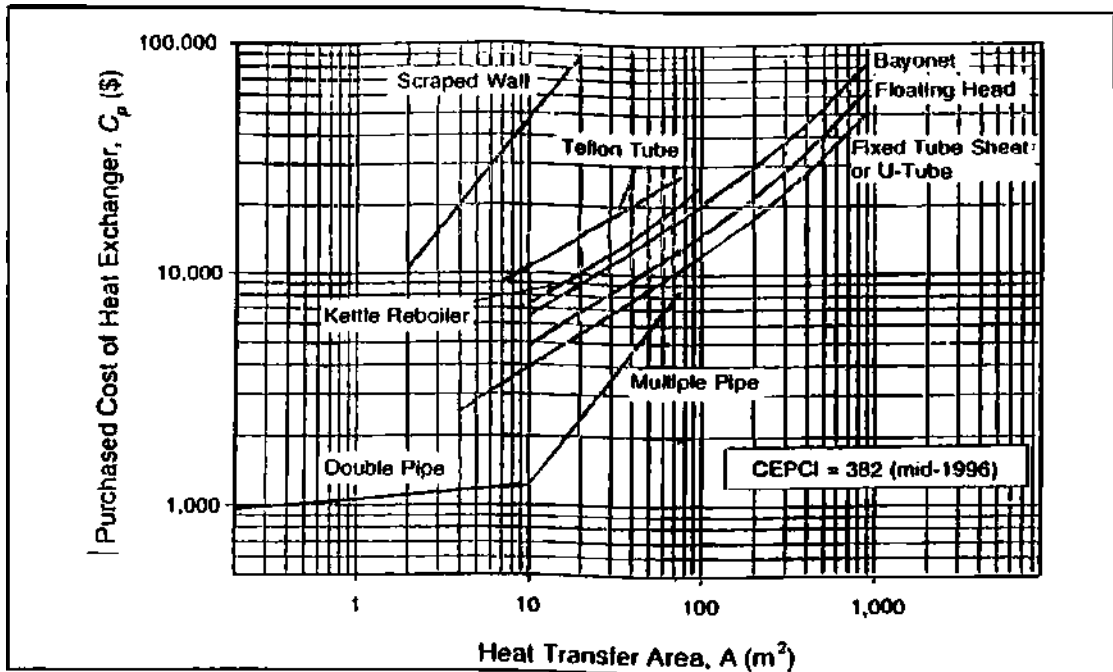 100.000
10.000
1.000
Purchased Cost of Heat Exchanger, Cp ($)
Scraped Wall
Teflon Tube
Kettle Reboiler
Double Pipe
Multiple Pipe
Bayonet
Floating Head
Fixed Tube Sheet
or U-Tube
CEPCI = 382 (mid-1996)
1
10
100
1,000
Heat Transfer Area, A (m²)